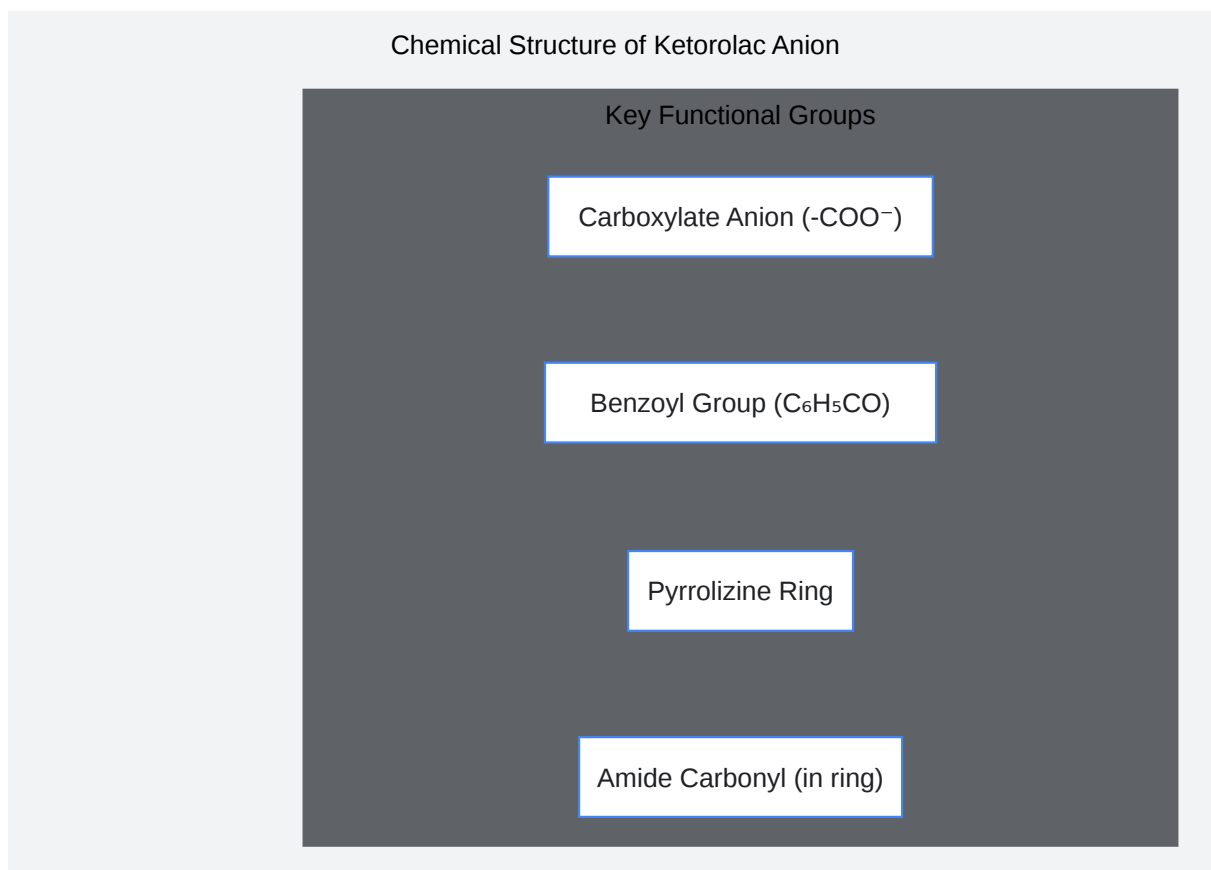 Chemical Structure of Ketorolac Anion
Key Functional Groups
Carboxylate Anion (-COO⁻)
Benzoyl Group (C₆H₅CO)
Pyrrolizine Ring
Amide Carbonyl (in ring)